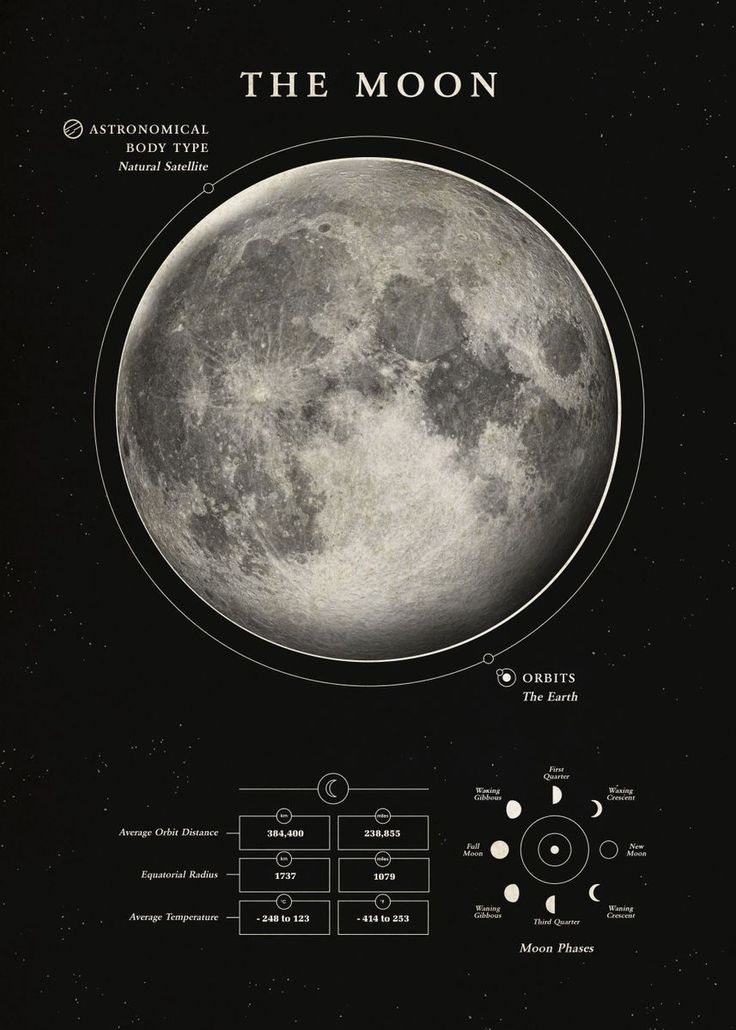 THE MOON
ASTRONOMICAL
BODY TYPE
Natural Satellite
ORBITS
The Earth
km
miles
Average Orbit Distance
384,400
238,855
km
miles
Equatorial Radius
1737
1079
°C
°F
Average Temperature
- 248 to 123
- 414 to 253
First
Quarter
Waxing
Gibbous
Waxing
Crescent
Full
Moon
New
Moon
Waning
Gibbous
Waning
Crescent
Third Quarter
Moon Phases